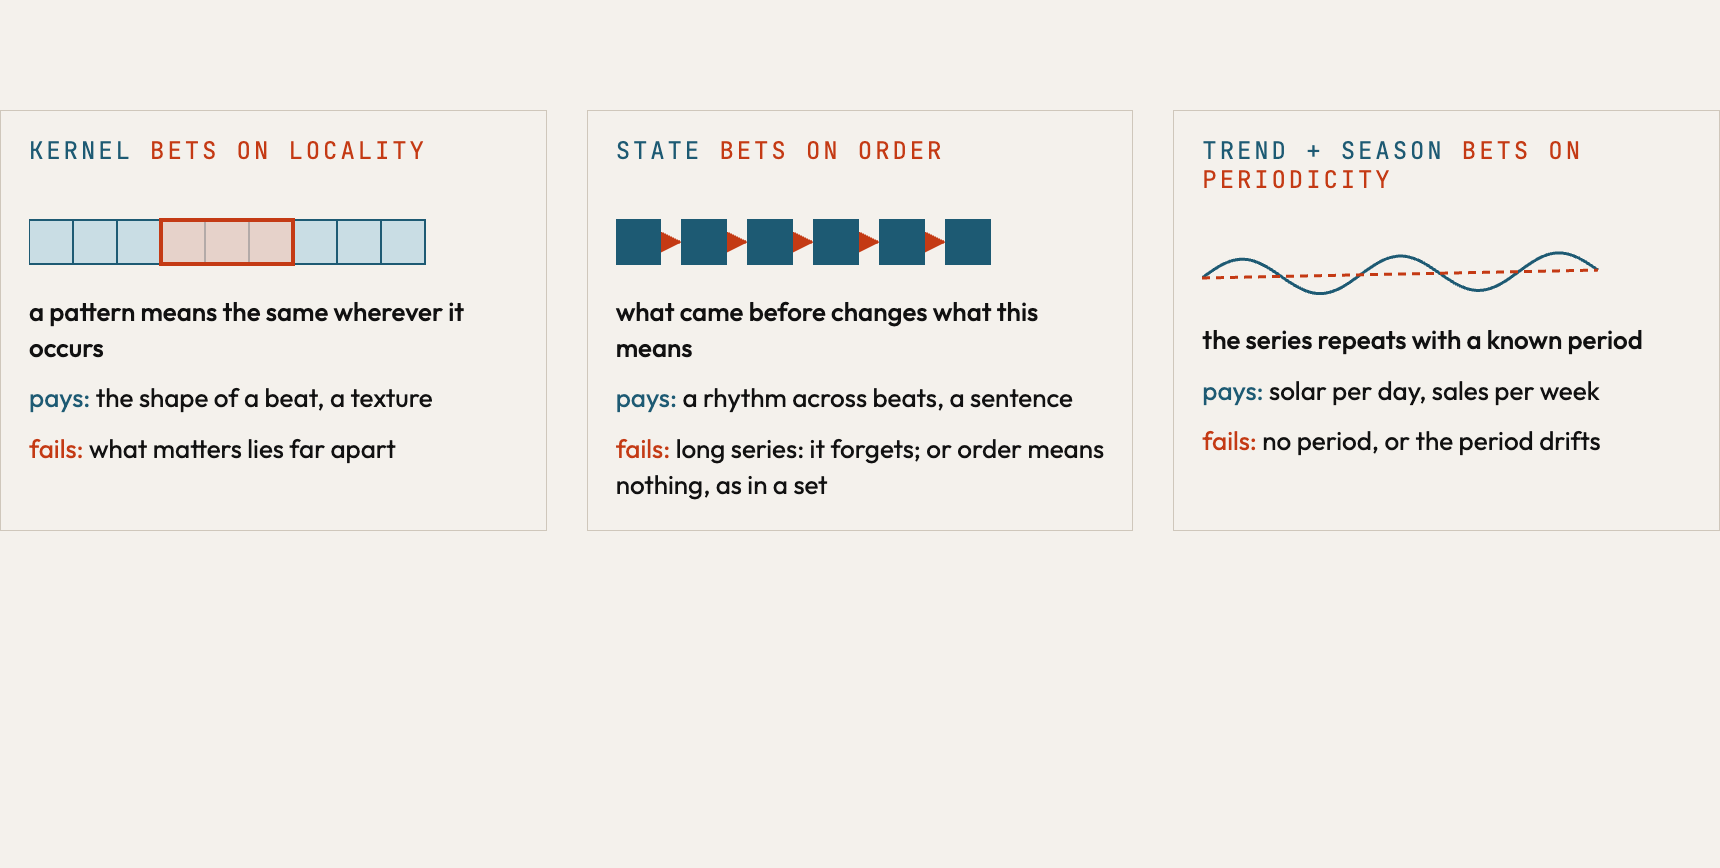 KERNEL BETS ON LOCALITY
a pattern means the same wherever it
occurs
pays: the shape of a beat, a texture
fails: what matters lies far apart
STATE BETS ON ORDER
what came before changes what this
means
pays: a rhythm across beats, a sentence
fails: long series: it forgets; or order means
nothing, as in a set
TREND + SEASON BETS ON
PERIODICITY
the series repeats with a known period
pays: solar per day, sales per week
fails: no period, or the period drifts